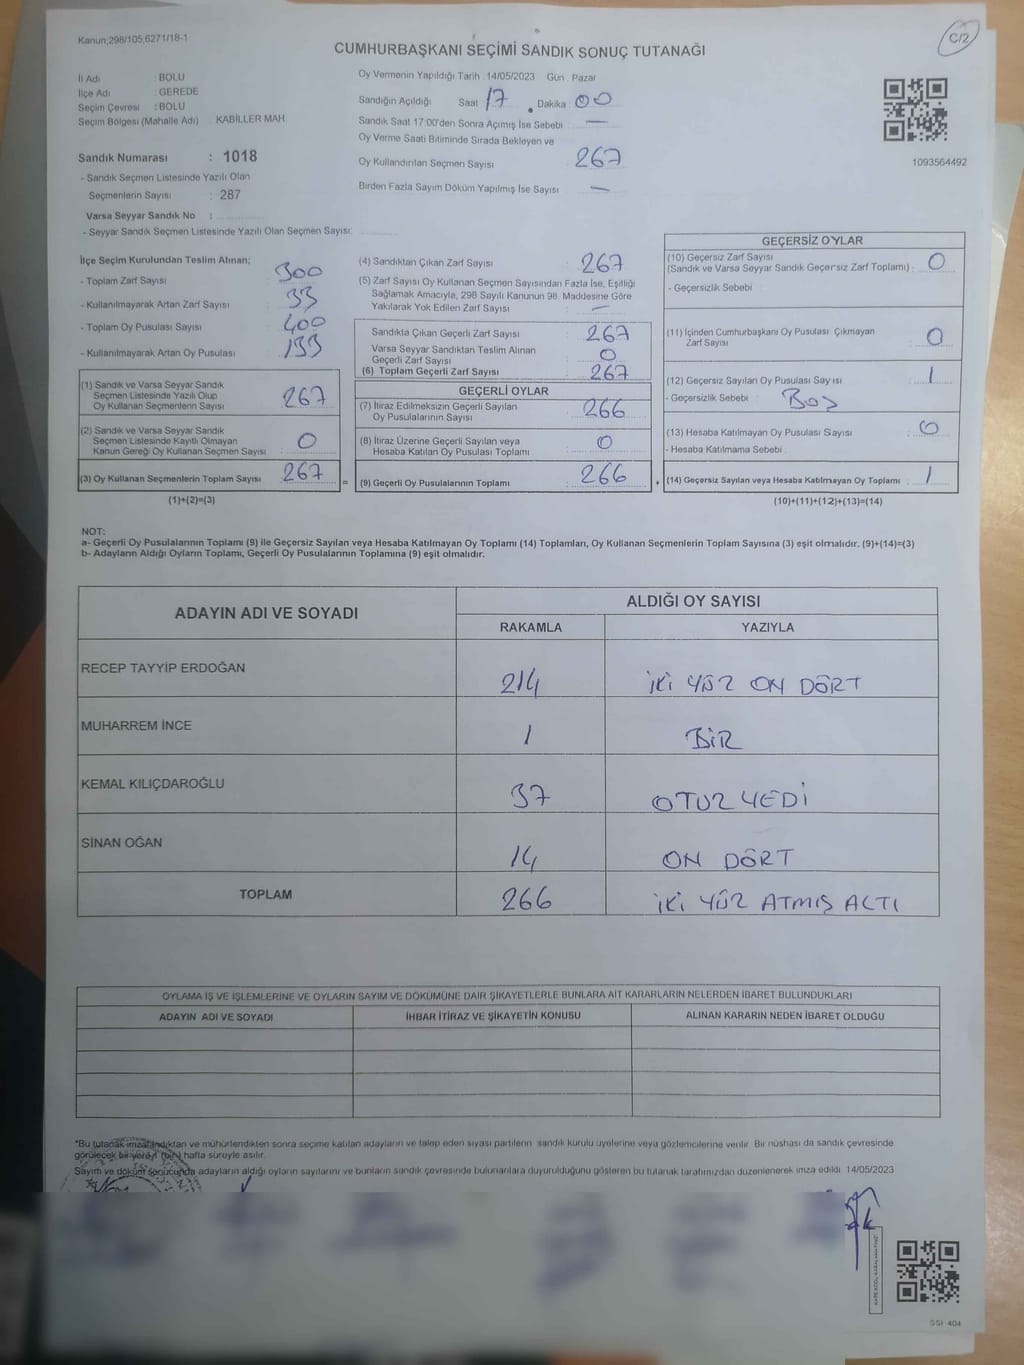 Kanun;298/105,6271/18-1
C/2
CUMHURBAŞKANI SEÇİMİ SANDIK SONUÇ TUTANAĞI
İl Adı : BOLU
İlçe Adı : GEREDE
Seçim Çevresi : BOLU
Seçim Bölgesi (Mahalle Adı) KABİLLER MAH.
Sandık Numarası : 1018
- Sandık Seçmen Listesinde Yazılı Olan
Seçmenlerin Sayısı : 287
Varsa Seyyar Sandık No :
- Seyyar Sandık Seçmen Listesinde Yazılı Olan Seçmen Sayısı:
Oy Vermenin Yapıldığı Tarih :14/05/2023 Gün : Pazar
Sandığın Açıldığı Saat 17 . Dakika : 00
Sandık Saat 17:00'den Sonra Açımış İse Sebebi : —
Oy Verme Saati Bitiminde Sırada Bekleyen ve
Oy Kullandırılan Seçmen Sayısı 267
Birden Fazla Sayım Döküm Yapılmış İse Sayısı : —
1093564492
İlçe Seçim Kurulundan Teslim Alınan;
- Toplam Zarf Sayısı : 300
- Kullanılmayarak Artan Zarf Sayısı : 33
- Toplam Oy Pusulası Sayısı : 400
- Kullanılmayarak Artan Oy Pusulası : 133
(1) Sandık ve Varsa Seyyar Sandık
Seçmen Listesinde Yazılı Olup
Oy Kullanan Seçmenlerin Sayısı 267
(2) Sandık ve Varsa Seyyar Sandık
Seçmen Listesinde Kayıtlı Olmayan
Kanun Gereği Oy Kullanan Seçmen Sayısı : 0
(3) Oy Kullanan Seçmenlerin Toplam Sayısı : 267
(1)+(2)=(3)
(4) Sandıktan Çıkan Zarf Sayısı : 267
(5) Zarf Sayısı Oy Kullanan Seçmen Sayısından Fazla İse, Eşitliği
Sağlamak Amacıyla, 298 Sayılı Kanunun 98. Maddesine Göre
Yakılarak Yok Edilen Zarf Sayısı : —
Sandıkta Çıkan Geçerli Zarf Sayısı : 267
Varsa Seyyar Sandıktan Teslim Alınan
Geçerli Zarf Sayısı : 0
(6) Toplam Geçerli Zarf Sayısı : 267
GEÇERLİ OYLAR
(7) İtiraz Edilmeksizin Geçerli Sayılan
Oy Pusulalarının Sayısı : 266
(8) İtiraz Üzerine Geçerli Sayılan veya
Hesaba Katılan Oy Pusulası Toplamı : 0
= (9) Geçerli Oy Pusulalarının Toplamı : 266
GEÇERSİZ OYLAR
(10) Geçersiz Zarf Sayısı
(Sandık ve Varsa Seyyar Sandık Geçersiz Zarf Toplamı) : 0
- Geçersizlik Sebebi :
(11) İçinden Cumhurbaşkanı Oy Pusulası Çıkmayan
Zarf Sayısı : 0
(12) Geçersiz Sayılan Oy Pusulası Sayısı : 1
- Geçersizlik Sebebi : Boş
(13) Hesaba Katılmayan Oy Pusulası Sayısı : 0
- Hesaba Katılmama Sebebi :
+ (14) Geçersiz Sayılan veya Hesaba Katılmayan Oy Toplamı : 1
(10)+(11)+(12)+(13)=(14)
NOT:
a- Geçerli Oy Pusulalarının Toplamı (9) ile Geçersiz Sayılan veya Hesaba Katılmayan Oy Toplamı (14) Toplamları, Oy Kullanan Seçmenlerin Toplam Sayısına (3) eşit olmalıdır. (9)+(14)=(3)
b- Adayların Aldığı Oyların Toplamı, Geçerli Oy Pusulalarının Toplamına (9) eşit olmalıdır.
ADAYIN ADI VE SOYADI ALDIĞI OY SAYISI
RAKAMLA YAZIYLA
RECEP TAYYİP ERDOĞAN 214 İKİ YÜZ ON DÖRT
MUHARREM İNCE 1 BİR
KEMAL KILIÇDAROĞLU 37 OTUZ YEDİ
SİNAN OĞAN 14 ON DÖRT
TOPLAM 266 İKİ YÜZ ATMIŞ ALTI
OYLAMA İŞ VE İŞLEMLERİNE VE OYLARIN SAYIM VE DÖKÜMÜNE DAİR ŞİKAYETLERLE BUNLARA AİT KARARLARIN NELERDEN İBARET BULUNDUKLARI
ADAYIN ADI VE SOYADI İHBAR İTİRAZ VE ŞİKAYETİN KONUSU ALINAN KARARIN NEDEN İBARET OLDUĞU
*Bu tutanak imzalandıktan ve mühürlendikten sonra seçime katılan adayların ve talep eden siyasi partilerin sandık kurulu üyelerine veya gözlemcilerine verilir. Bir nüshası da sandık çevresinde
görülecek bir yere (bir) hafta süreyle asılır.
Sayım ve döküm sonucunda adayların aldığı oyların sayılarını ve bunların sandık çevresinde bulunanlara duyurulduğunu gösteren bu tutanak tarafımızdan düzenlenerek imza edildi. 14/05/2023
SSI 404